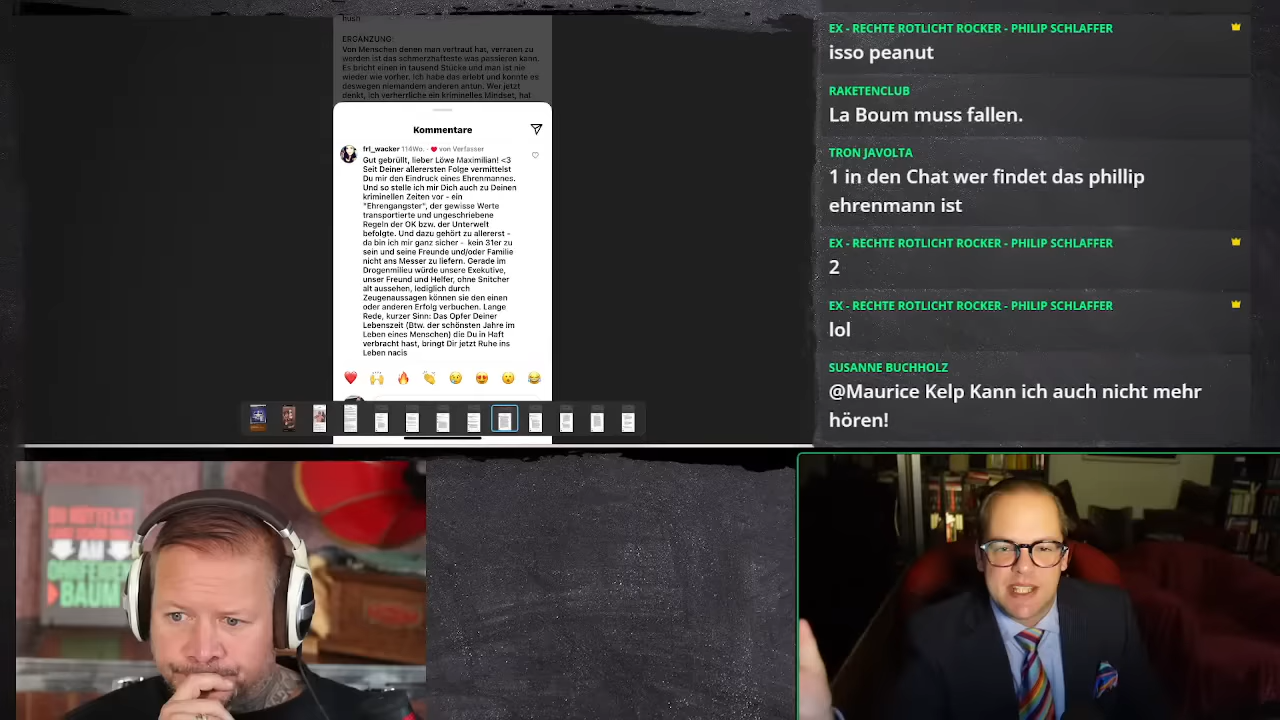 hush
ERGÄNZUNG:
Von Menschen denen man vertraut hat, verraten zu
werden ist das schmerzhafteste was passieren kann.
Es bricht einen in tausend Stücke und man ist nie
wieder wie vorher. Ich habe das erlebt und konnte es
deswegen niemandem anderen antun. Wer jetzt
denkt, ich verherrliche ein kriminelles Mindset, hat
Kommentare
frl_wacker 114Wo. · von Verfasser
Gut gebrüllt, lieber Löwe Maximilian! <3
Seit Deiner allerersten Folge vermittelst
Du mir den Eindruck eines Ehrenmannes.
Und so stelle ich mir Dich auch zu Deinen
kriminellen Zeiten vor - ein
"Ehrengangster", der gewisse Werte
transportierte und ungeschriebene
Regeln der OK bzw. der Unterwelt
befolgte. Und dazu gehört zu allererst -
da bin ich mir ganz sicher - kein 31er zu
sein und seine Freunde und/oder Familie
nicht ans Messer zu liefern. Gerade im
Drogenmilieu würde unsere Exekutive,
unser Freund und Helfer, ohne Snitcher
alt aussehen, lediglich durch
Zeugenaussagen können sie den einen
oder anderen Erfolg verbuchen. Lange
Rede, kurzer Sinn: Das Opfer Deiner
Lebenszeit (Btw. der schönsten Jahre im
Leben eines Menschen) die Du in Haft
verbracht hast, bringt Dir jetzt Ruhe ins
Leben nacis
EX - RECHTE ROTLICHT ROCKER - PHILIP SCHLAFFER
isso peanut
RAKETENCLUB
La Boum muss fallen.
TRON JAVOLTA
1 in den Chat wer findet das phillip
ehrenmann ist
EX - RECHTE ROTLICHT ROCKER - PHILIP SCHLAFFER
2
EX - RECHTE ROTLICHT ROCKER - PHILIP SCHLAFFER
lol
SUSANNE BUCHHOLZ
@Maurice Kelp Kann ich auch nicht mehr
hören!
AM
BAUM